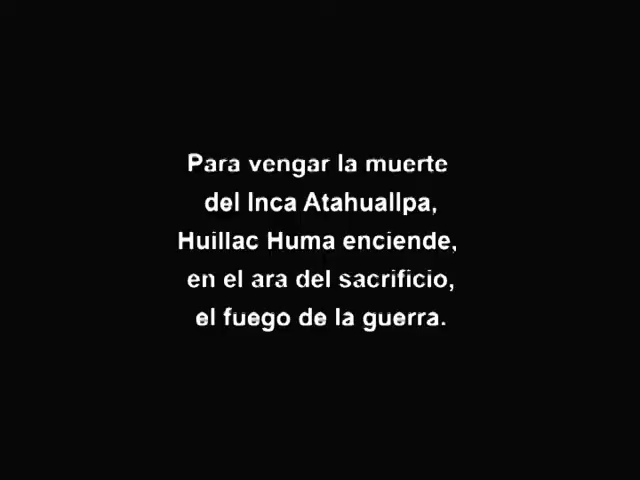 Para vengar la muerte
del Inca Atahuallpa,
Huillac Huma enciende,
en el ara del sacrificio,
el fuego de la guerra.